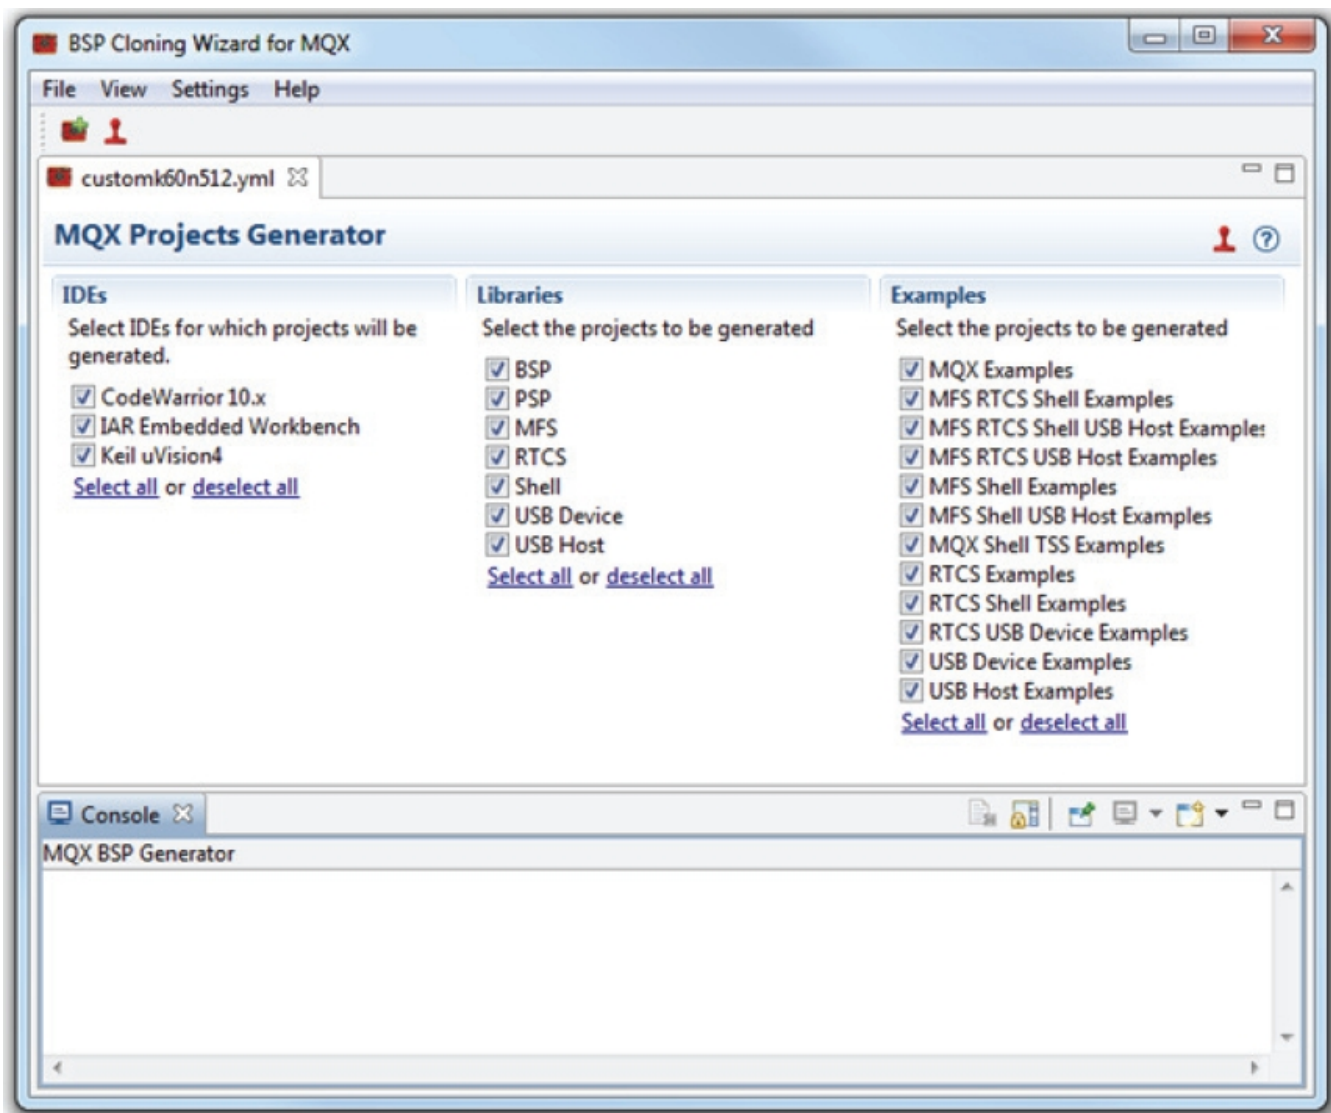 BSP Cloning Wizard for MQX
File View Settings Help
customk60n512.yml
MQX Projects Generator
IDEs
Select IDEs for which projects will be
generated.
CodeWarrior 10.x
IAR Embedded Workbench
Keil uVision4
Select all or deselect all
Libraries
Select the projects to be generated
BSP
PSP
MFS
RTCS
Shell
USB Device
USB Host
Select all or deselect all
Examples
Select the projects to be generated
MQX Examples
MFS RTCS Shell Examples
MFS RTCS Shell USB Host Examples
MFS RTCS USB Host Examples
MFS Shell Examples
MFS Shell USB Host Examples
MQX Shell TSS Examples
RTCS Examples
RTCS Shell Examples
RTCS USB Device Examples
USB Device Examples
USB Host Examples
Select all or deselect all
Console
MQX BSP Generator